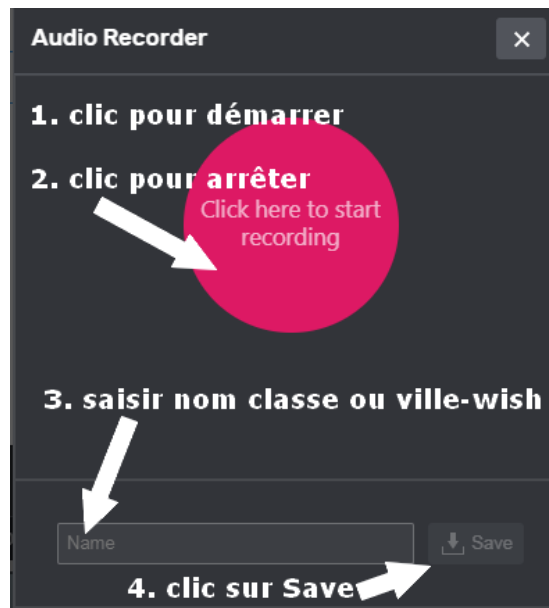 Audio Recorder
1. clic pour démarrer
2. clic pour arrêter
Click here to start
recording
3. saisir nom classe ou ville-wish
Name
Save
4. clic sur Save